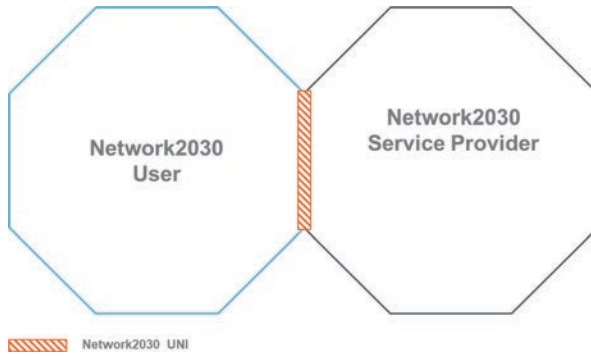 Network2030
User
Network2030
Service Provider
Network2030 UNI